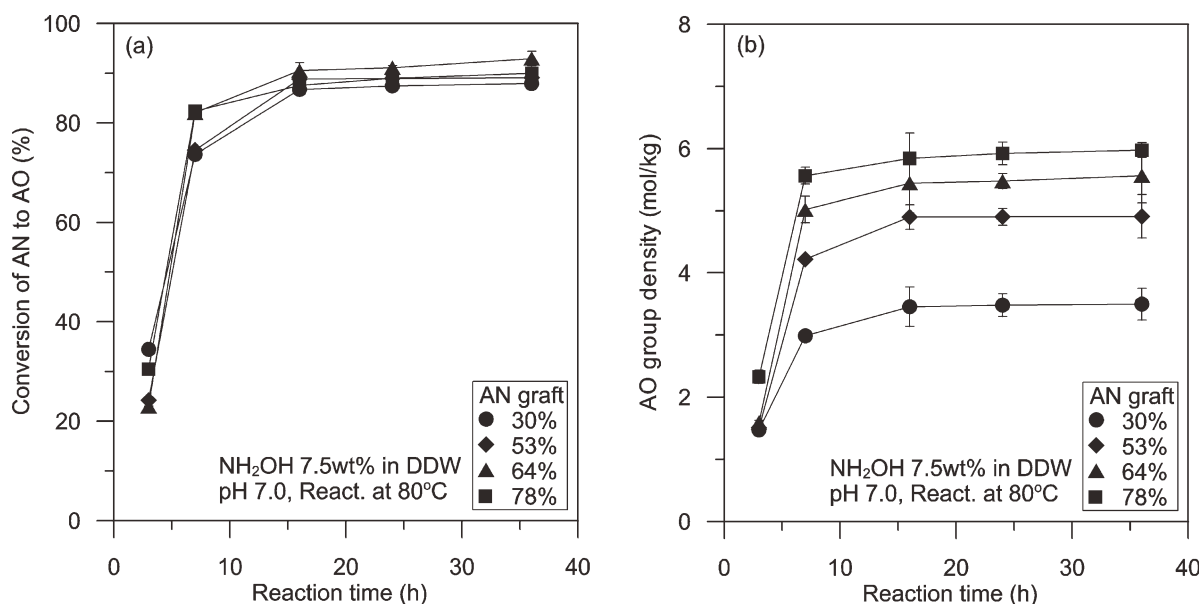 (a)
Conversion of AN to AO (%)
100
80
60
40
20
0
0 10 20 30 40
Reaction time (h)
NH₂OH 7.5wt% in DDW
pH 7.0, React. at 80°C
AN graft
30%
53%
64%
78%
(b)
AO group density (mol/kg)
8
6
4
2
0
0 10 20 30 40
Reaction time (h)
NH₂OH 7.5wt% in DDW
pH 7.0, React. at 80°C
AN graft
30%
53%
64%
78%